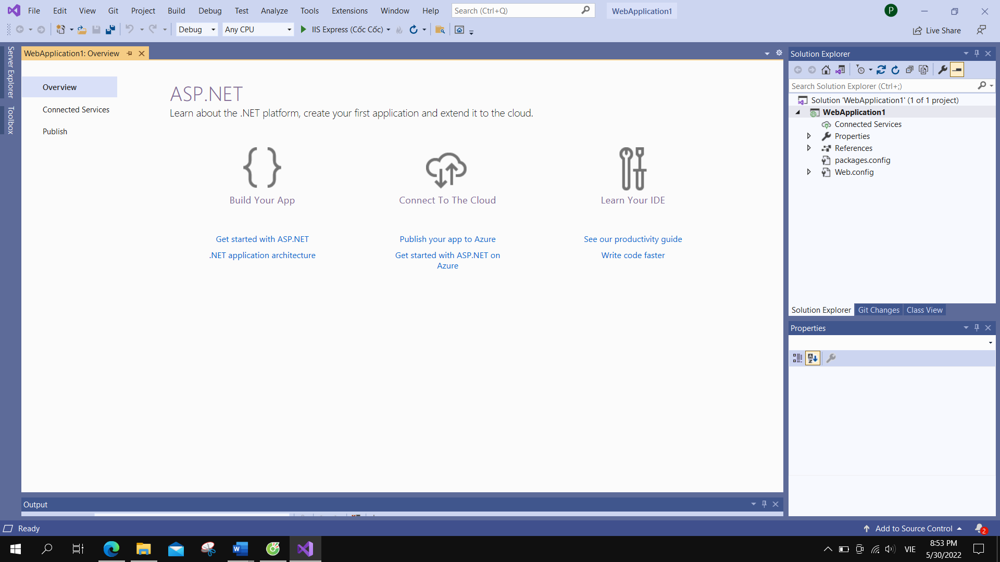 File Edit View Git Project Build Debug Test Analyze Tools Extensions Window Help Search (Ctrl+Q) WebApplication1 P
Debug Any CPU IIS Express (Cốc Cốc) Live Share
Server Explorer
Toolbox
WebApplication1: Overview
Overview
Connected Services
Publish
ASP.NET
Learn about the .NET platform, create your first application and extend it to the cloud.
Build Your App
Get started with ASP.NET
.NET application architecture
Connect To The Cloud
Publish your app to Azure
Get started with ASP.NET on
Azure
Learn Your IDE
See our productivity guide
Write code faster
Solution Explorer
Search Solution Explorer (Ctrl+;)
Solution 'WebApplication1' (1 of 1 project)
WebApplication1
Connected Services
Properties
References
packages.config
Web.config
Solution Explorer Git Changes Class View
Properties
Output
Ready Add to Source Control 2
VIE
8:53 PM
5/30/2022